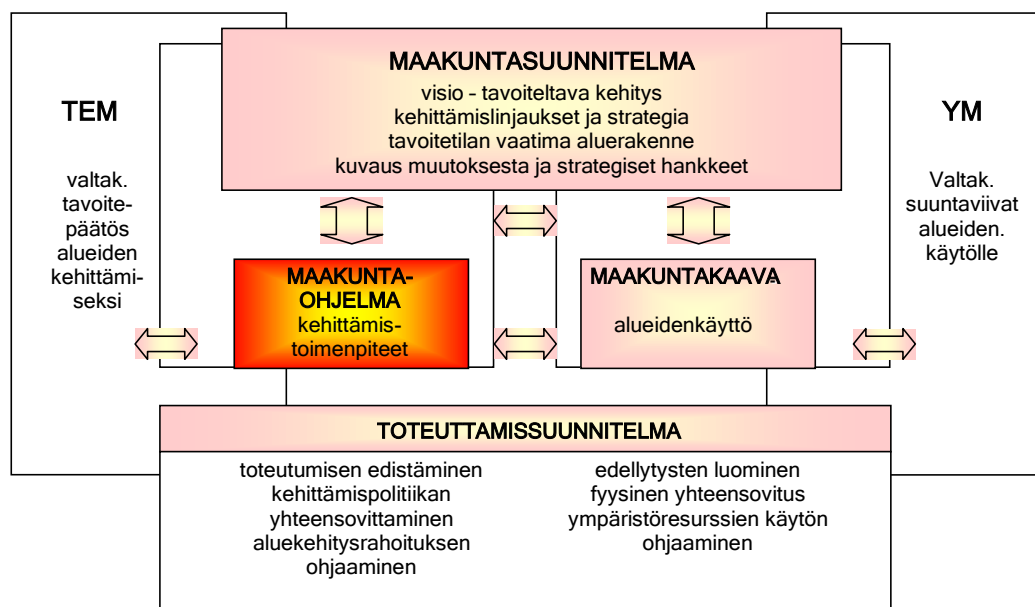 MAAKUNTASUUNNITELMA
visio - tavoiteltava kehitys
kehittämislinjaukset ja strategia
tavoitetilan vaatima aluerakenne
kuvaus muutoksesta ja strategiset hankkeet
TEM
valtak.
tavoite-
päätös
alueiden
kehittämi-
seksi
YM
Valtak.
suuntaviivat
alueiden.
käytölle
MAAKUNTA-
OHJELMA
kehittämis-
toimenpiteet
MAAKUNTAKAAVA
alueidenkäyttö
TOTEUTTAMISSUUNNITELMA
toteutumisen edistäminen
kehittämispolitiikan
yhteensovittaminen
aluekehitysrahoituksen
ohjaaminen
edellytysten luominen
fyysinen yhteensovitus
ympäristöresurssien käytön
ohjaaminen